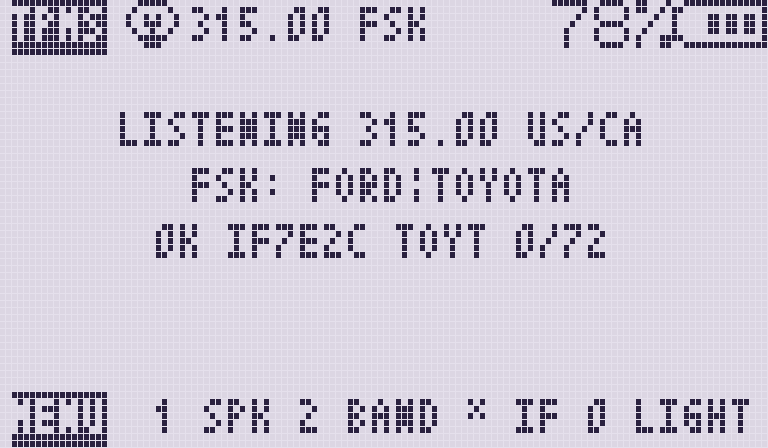 315.00 FSK 78%
LISTENING 315.00 US/CA
FSK: FORD|TOYOTA
OK IF7E2C TOYT 0/72
1 SPK 2 BAND * IF 0 LIGHT